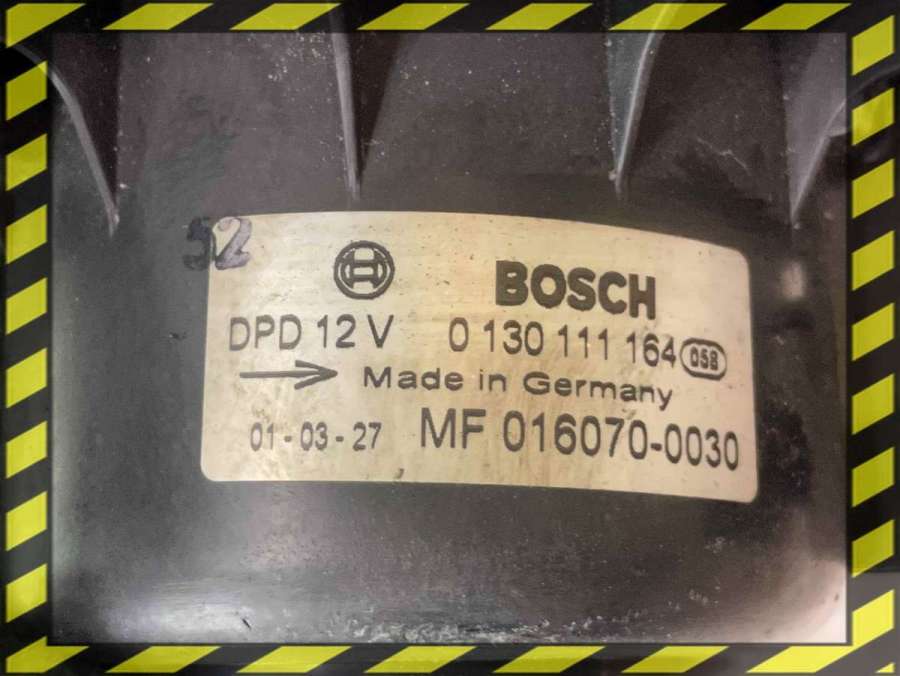 52
BOSCH
DPD 12 V 0 130 111 164 058
Made in Germany
01-03-27 MF 016070-0030